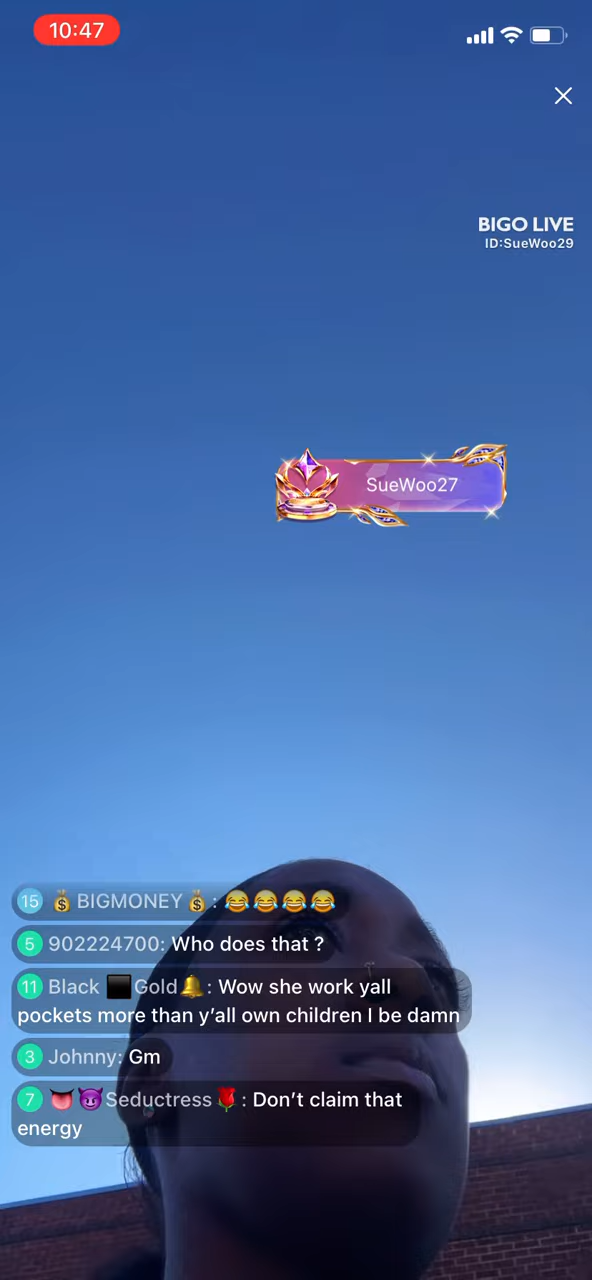 10:47
BIGO LIVE
ID:SueWoo29
SueWoo27
15 💰 BIGMONEY 💰: 😂😂😂😂
5 902224700: Who does that ?
11 Black ⬛ Gold🔔: Wow she work yall
pockets more than y'all own children I be damn
3 Johnny: Gm
7 👅😈Seductress🌹: Don't claim that
energy